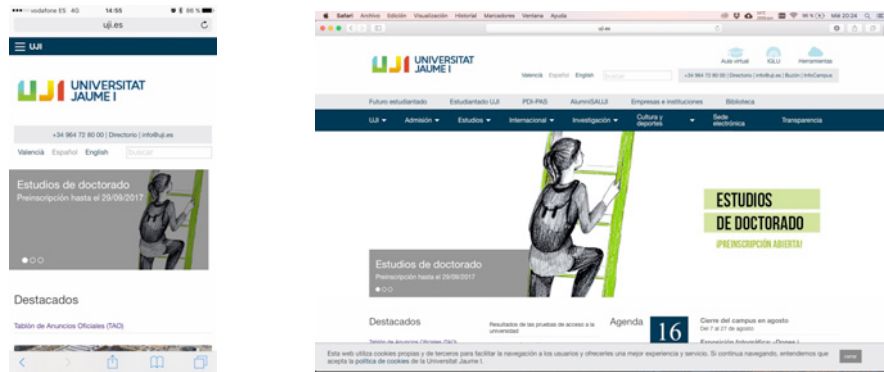 vodafone ES 4G 14:55
uji.es
UJI
UNIVERSITAT
JAUME I
+34 964 72 80 00 | Directorio | info@uji.es
Valencià Español English buscar
Estudios de doctorado
Preinscripción hasta el 29/09/2017
Destacados
Tablón de Anuncios Oficiales (TAO)
Safari Archivo Edición Visualización Historial Marcadores Ventana Ayuda
uji.es
Aula virtual IGLU Herramientas
UJI UNIVERSITAT
JAUME I
Valencià Español English buscar
+34 964 72 80 00 | Directorio | info@uji.es | Buzón | InfoCampus
Futuro estudiantado Estudiantado UJI PDI-PAS AlumniSAUJI Empresas e instituciones Biblioteca
UJI Admisión Estudios Internacional Investigación Cultura y deportes Sede electrónica Transparencia
ESTUDIOS
DE DOCTORADO
¡PREINSCRIPCIÓN ABIERTA!
Estudios de doctorado
Preinscripción hasta el 29/09/2017
Destacados
Resultados de las pruebas de acceso a la
universidad
Agenda
16
Cierre del campus en agosto
Del 7 al 27 de agosto
Esta web utiliza cookies propias y de terceros para facilitar la navegación a los usuarios y ofrecerles una mejor experiencia y servicio. Si continua navegando, entendemos que
acepta la política de cookies de la Universitat Jaume I.
cerrar